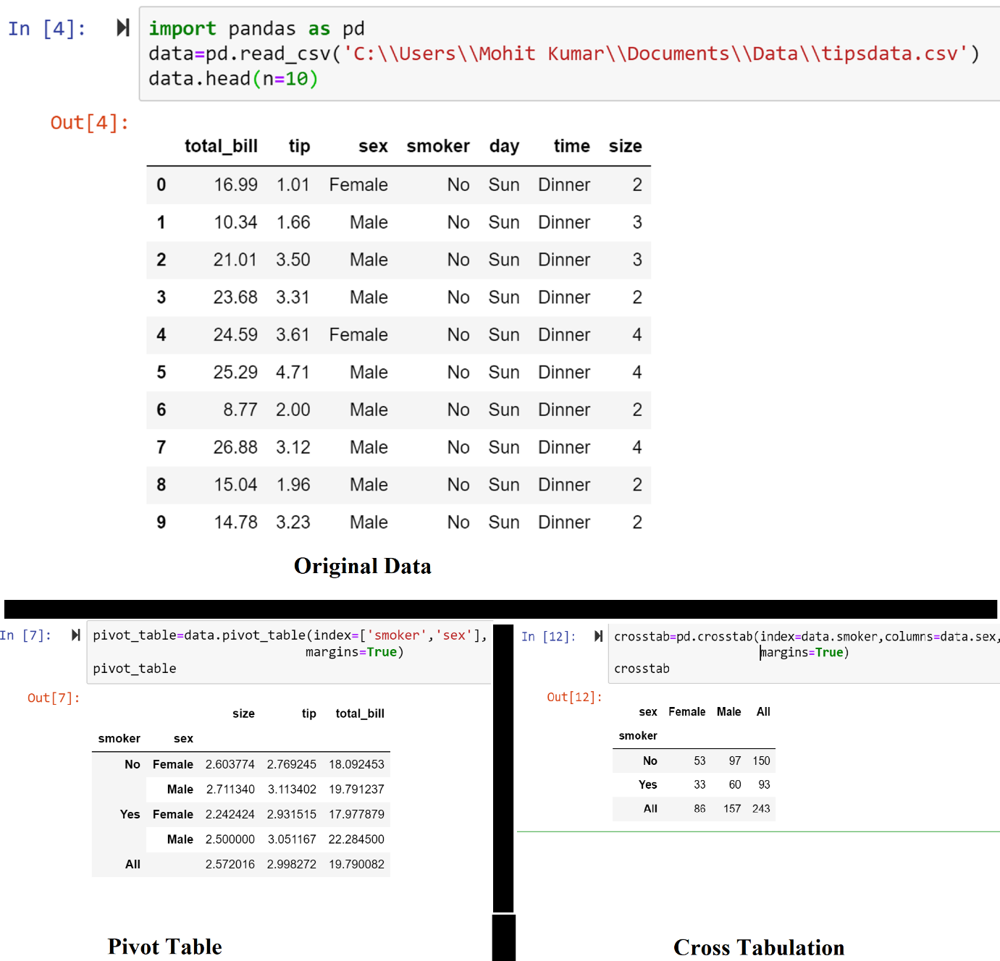 In [4]:
import pandas as pd
data=pd.read_csv('C:\\Users\\Mohit Kumar\\Documents\\Data\\tipsdata.csv')
data.head(n=10)
Out[4]:
total_bill tip sex smoker day time size
0 16.99 1.01 Female No Sun Dinner 2
1 10.34 1.66 Male No Sun Dinner 3
2 21.01 3.50 Male No Sun Dinner 3
3 23.68 3.31 Male No Sun Dinner 2
4 24.59 3.61 Female No Sun Dinner 4
5 25.29 4.71 Male No Sun Dinner 4
6 8.77 2.00 Male No Sun Dinner 2
7 26.88 3.12 Male No Sun Dinner 4
8 15.04 1.96 Male No Sun Dinner 2
9 14.78 3.23 Male No Sun Dinner 2
Original Data
In [7]:
pivot_table=data.pivot_table(index=['smoker','sex'],
margins=True)
pivot_table
Out[7]:
size tip total_bill
smoker sex
No Female 2.603774 2.769245 18.092453
Male 2.711340 3.113402 19.791237
Yes Female 2.242424 2.931515 17.977879
Male 2.500000 3.051167 22.284500
All 2.572016 2.998272 19.790082
Pivot Table
In [12]:
crosstab=pd.crosstab(index=data.smoker,columns=data.sex,
margins=True)
crosstab
Out[12]:
sex Female Male All
smoker
No 53 97 150
Yes 33 60 93
All 86 157 243
Cross Tabulation